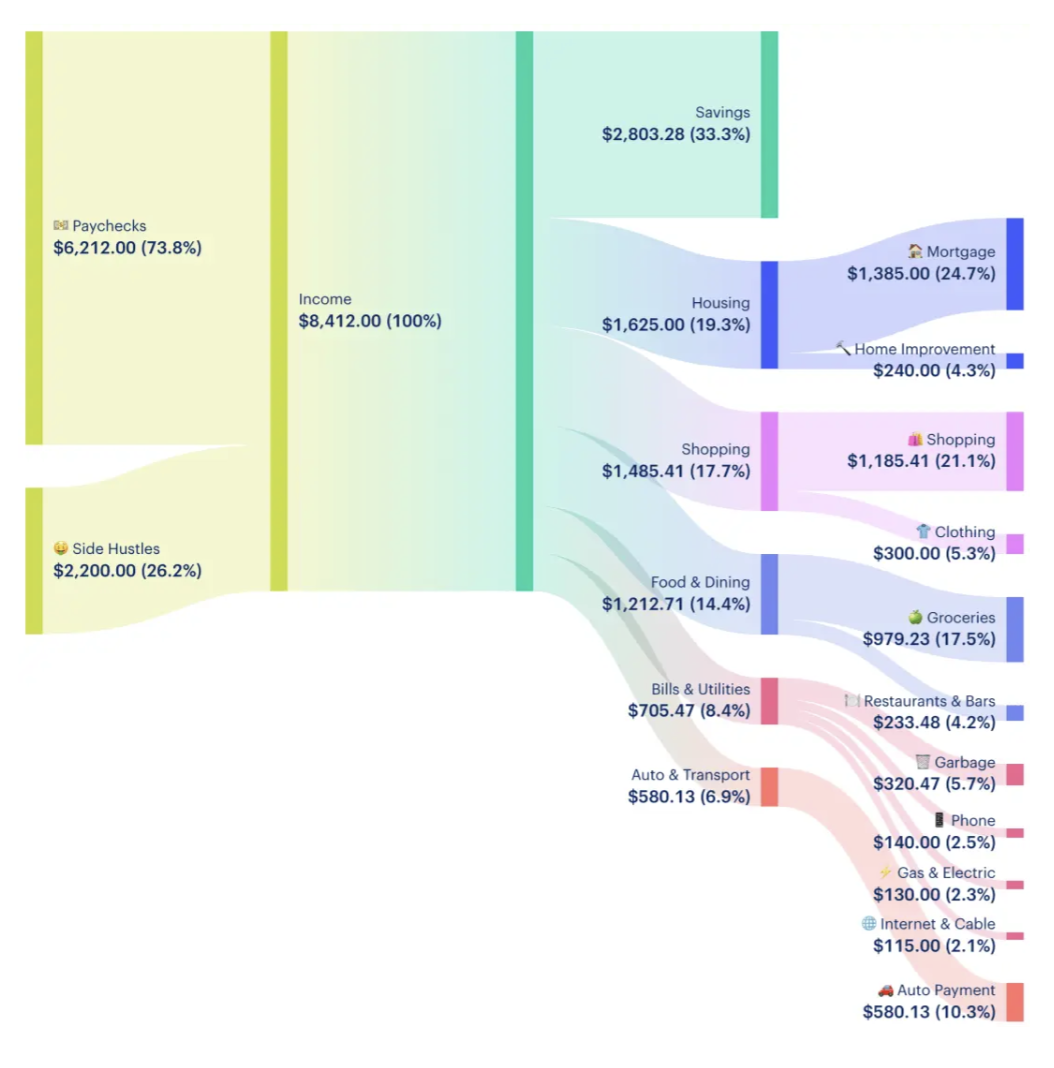 Paychecks
$6,212.00 (73.8%)
Side Hustles
$2,200.00 (26.2%)
Income
$8,412.00 (100%)
Savings
$2,803.28 (33.3%)
Housing
$1,625.00 (19.3%)
Shopping
$1,485.41 (17.7%)
Food & Dining
$1,212.71 (14.4%)
Bills & Utilities
$705.47 (8.4%)
Auto & Transport
$580.13 (6.9%)
Mortgage
$1,385.00 (24.7%)
Home Improvement
$240.00 (4.3%)
Shopping
$1,185.41 (21.1%)
Clothing
$300.00 (5.3%)
Groceries
$979.23 (17.5%)
Restaurants & Bars
$233.48 (4.2%)
Garbage
$320.47 (5.7%)
Phone
$140.00 (2.5%)
Gas & Electric
$130.00 (2.3%)
Internet & Cable
$115.00 (2.1%)
Auto Payment
$580.13 (10.3%)